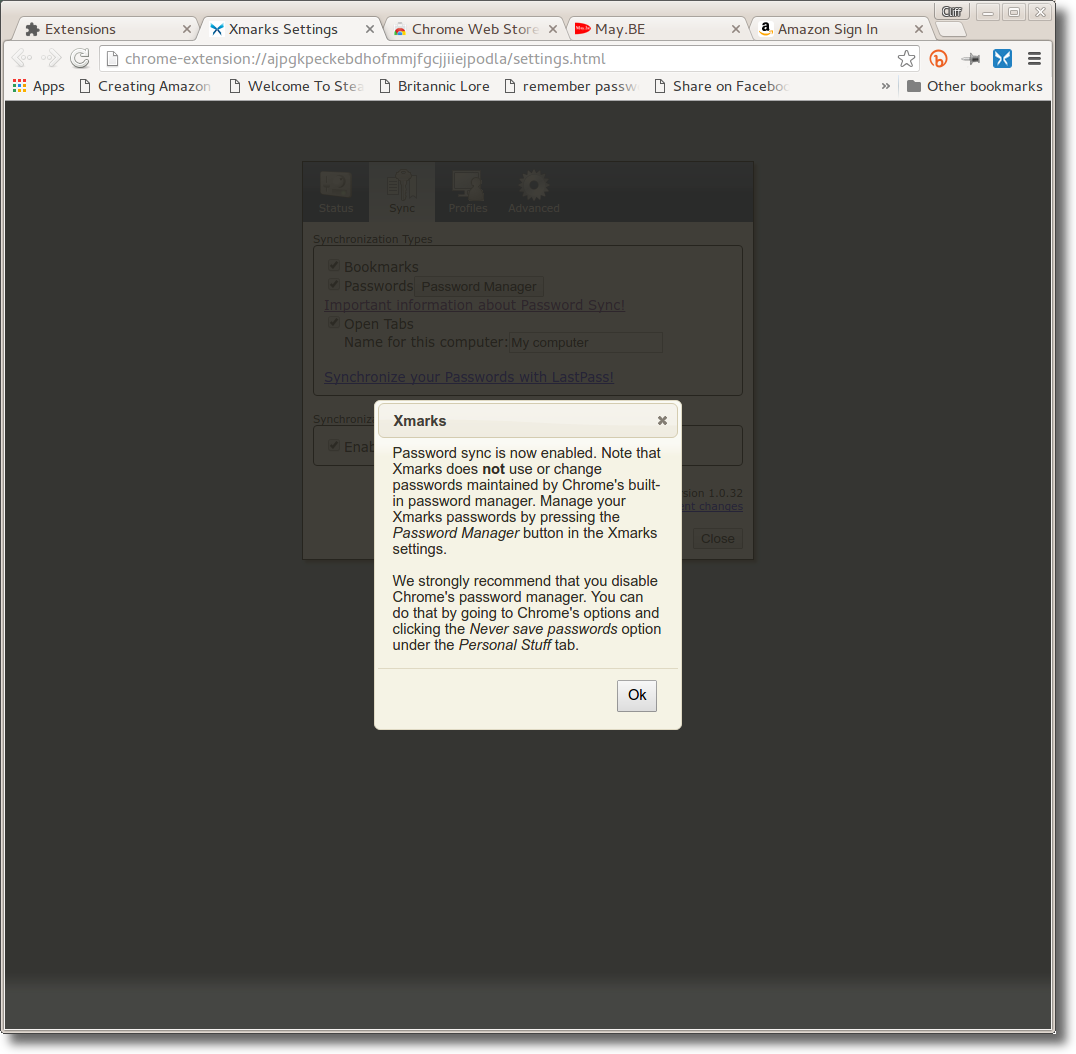 Cliff
Extensions
Xmarks Settings
Chrome Web Store
May.BE
Amazon Sign In
chrome-extension://ajpgkpeckebdhofmmjfgcjjiiejpodla/settings.html
Apps
Creating Amazon
Welcome To Stea
Britannic Lore
remember passw
Share on Faceboo
»
Other bookmarks
Status
Sync
Profiles
Advanced
Synchronization Types
Bookmarks
Passwords
Password Manager
Important information about Password Sync!
Open Tabs
Name for this computer:
My computer
Synchronize your Passwords with LastPass!
Synchroniz
Enab
sion 1.0.32
nt changes
Close
Xmarks
Password sync is now enabled. Note that
Xmarks does not use or change
passwords maintained by Chrome's built-
in password manager. Manage your
Xmarks passwords by pressing the
Password Manager button in the Xmarks
settings.
We strongly recommend that you disable
Chrome's password manager. You can
do that by going to Chrome's options and
clicking the Never save passwords option
under the Personal Stuff tab.
Ok